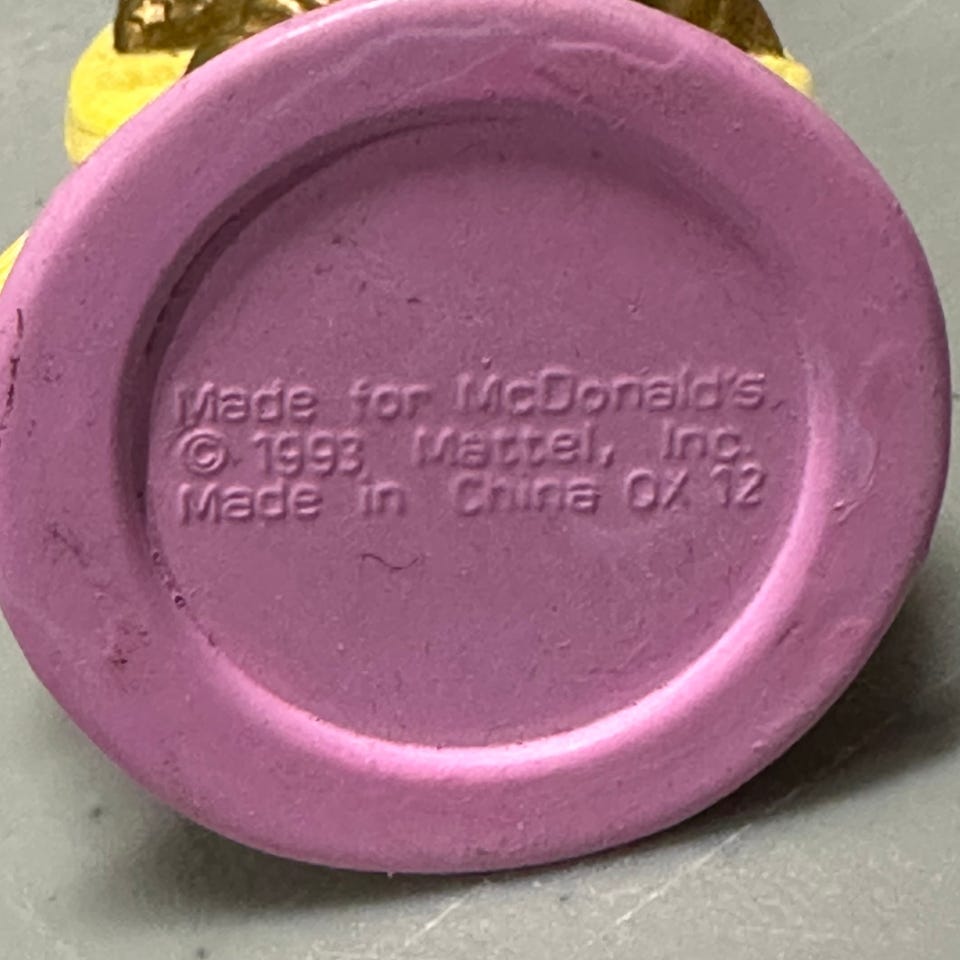 Made for McDonald's
© 1993 Mattel, Inc.
Made in China OX 12